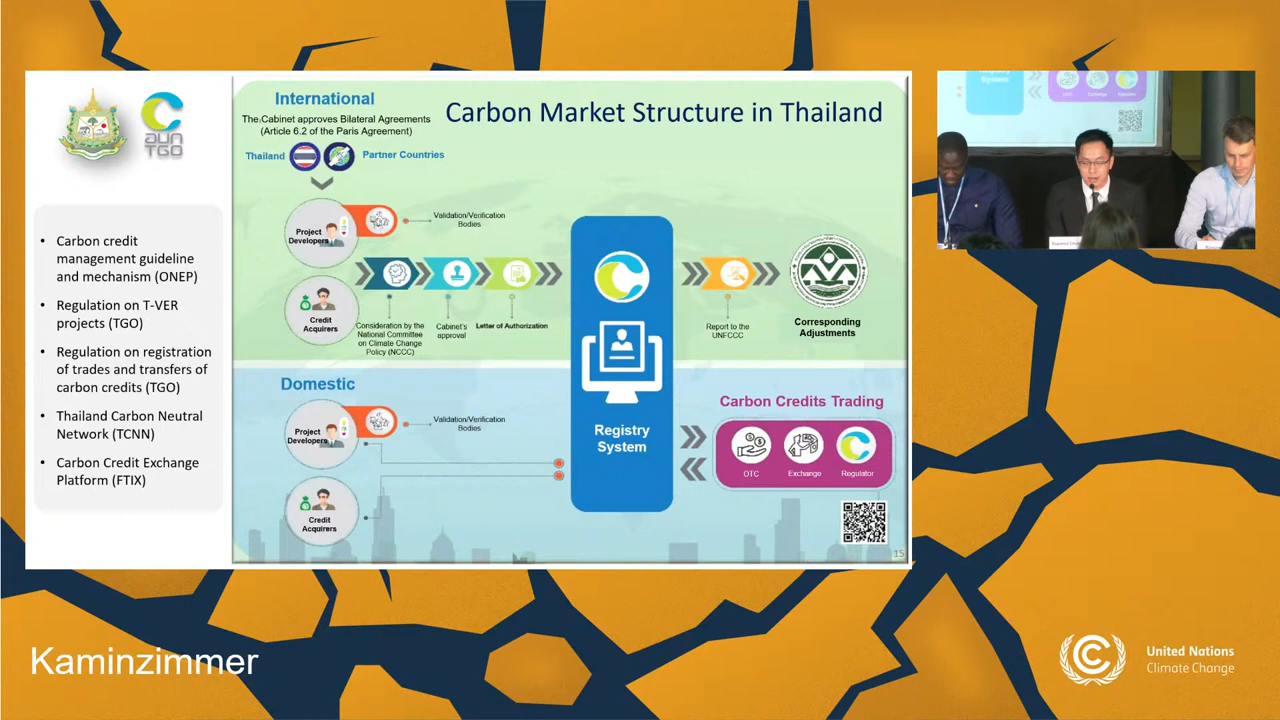 International
Carbon Market Structure in Thailand
The Cabinet approves Bilateral Agreements
(Article 6.2 of the Paris Agreement)
Thailand
Partner Countries
TGO
Project
Developers
Validation/Verification
Bodies
Credit
Acquirers
Consideration by the
National Committee
on Climate Change
Policy (NCCC)
Cabinet's
approval
Letter of Authorization
Report to the
UNFCCC
Corresponding
Adjustments
• Carbon credit
management guideline
and mechanism (ONEP)
• Regulation on T-VER
projects (TGO)
• Regulation on registration
of trades and transfers of
carbon credits (TGO)
• Thailand Carbon Neutral
Network (TCNN)
• Carbon Credit Exchange
Platform (FTIX)
Domestic
Project
Developers
Validation/Verification
Bodies
Credit
Acquirers
Registry
System
Carbon Credits Trading
OTC
Exchange
Regulator
15
System
Kaminzimmer
United Nations
Climate Change